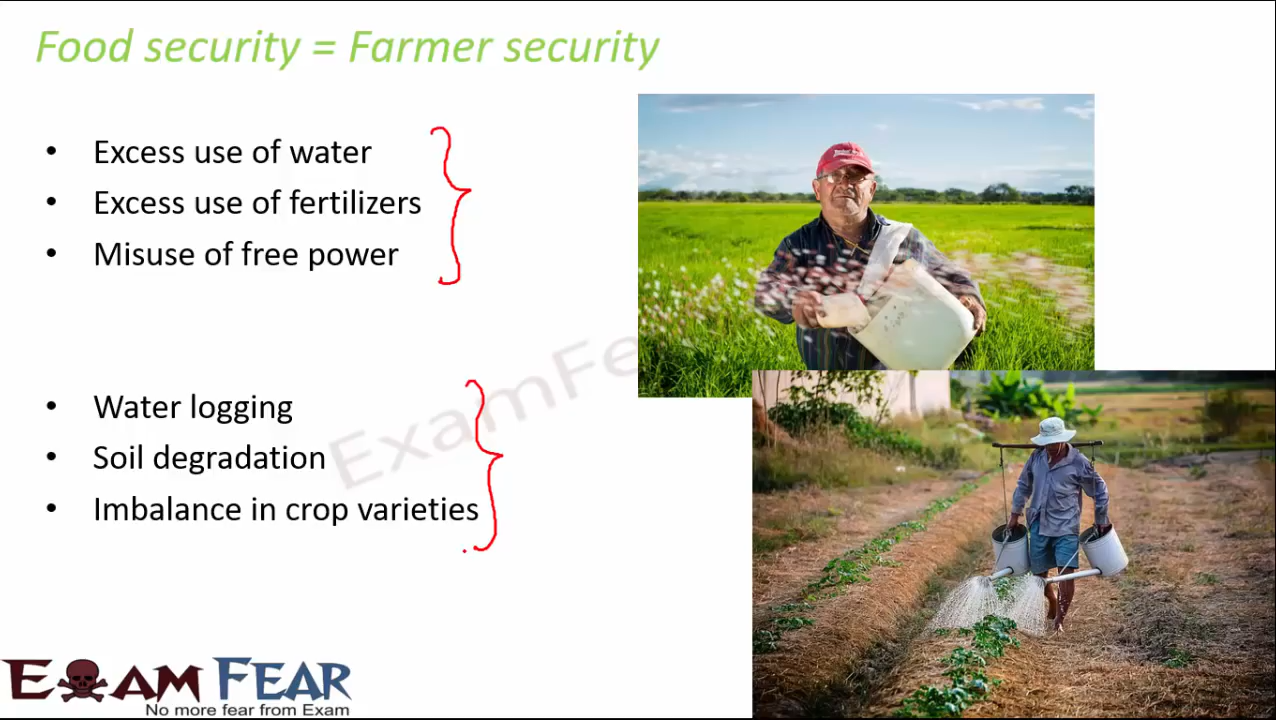 Food security = Farmer security
• Excess use of water
• Excess use of fertilizers
• Misuse of free power
• Water logging
• Soil degradation
• Imbalance in crop varieties
ExamFe
EXAM FEAR
No more fear from Exam